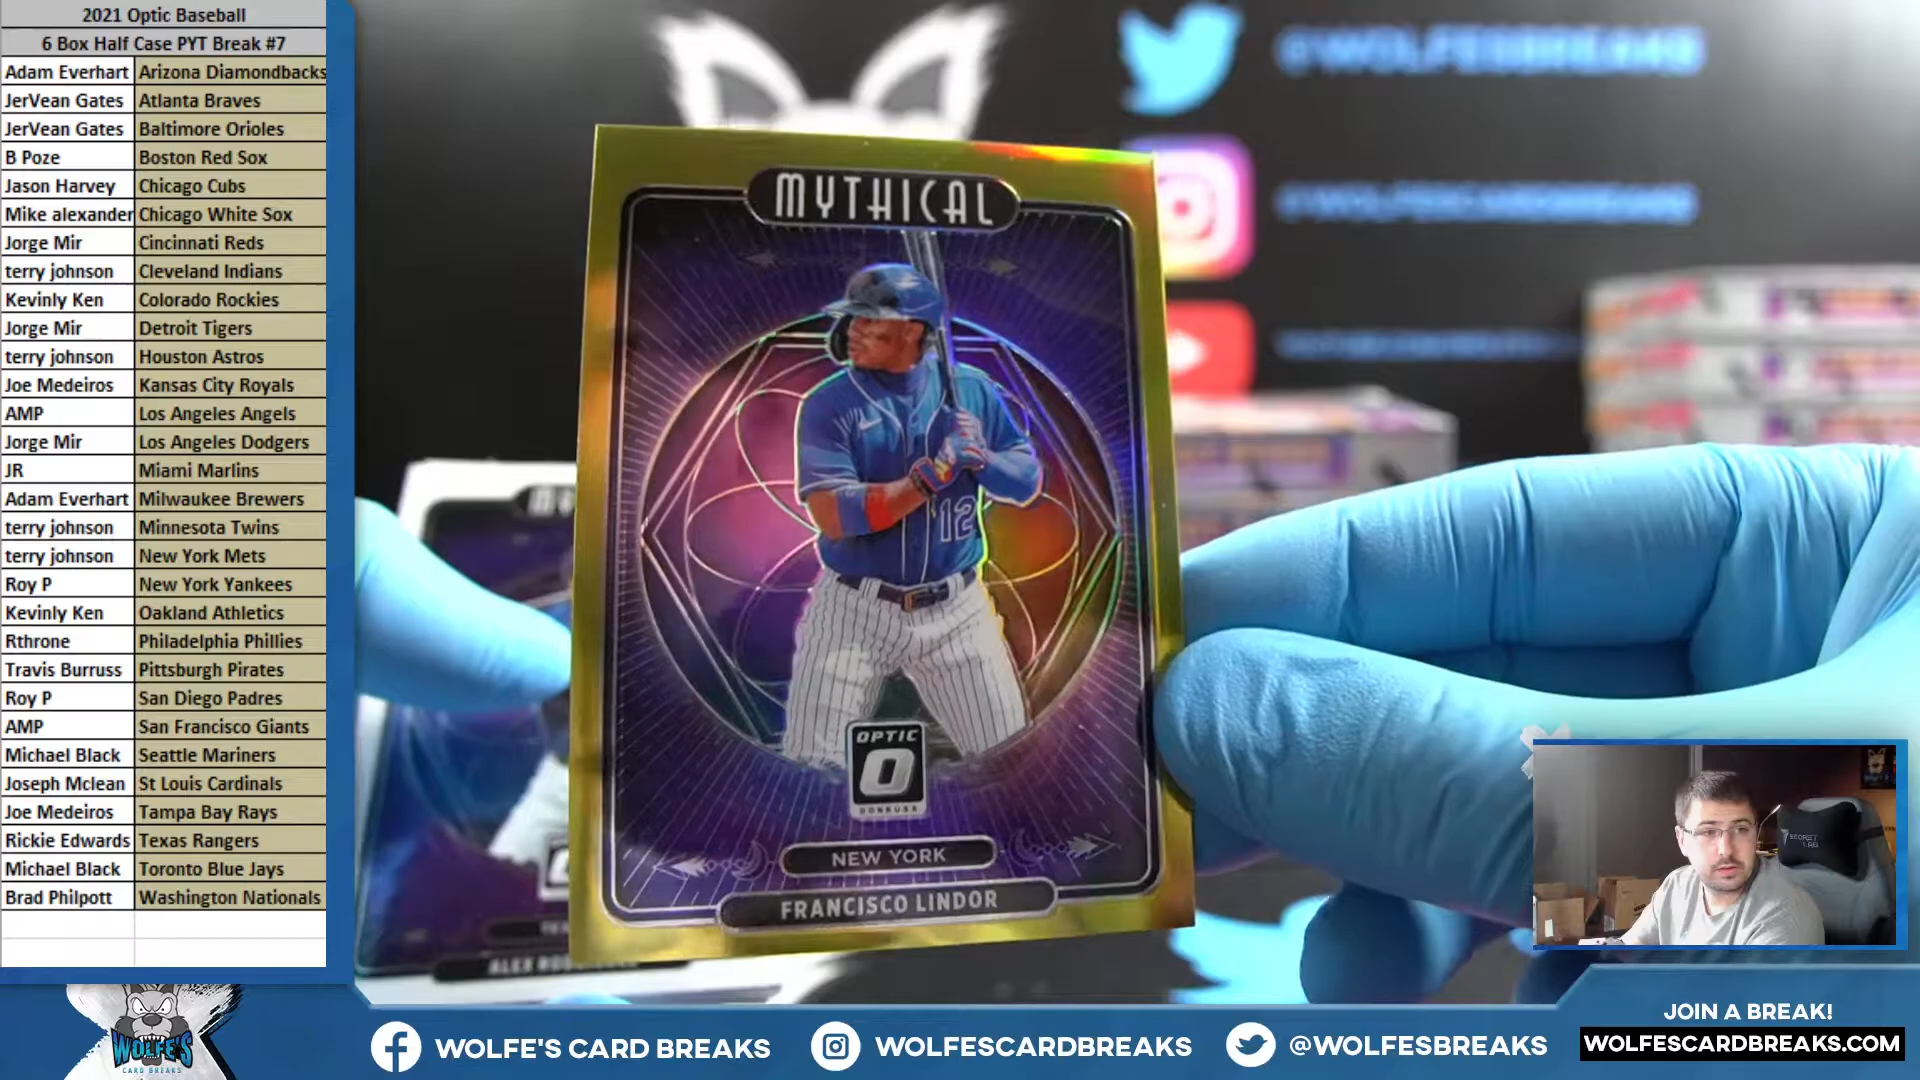 2021 Optic Baseball
6 Box Half Case PYT Break #7
Adam Everhart Arizona Diamondbacks
JerVean Gates Atlanta Braves
JerVean Gates Baltimore Orioles
B Poze Boston Red Sox
Jason Harvey Chicago Cubs
Mike alexander Chicago White Sox
Jorge Mir Cincinnati Reds
terry johnson Cleveland Indians
Kevinly Ken Colorado Rockies
Jorge Mir Detroit Tigers
terry johnson Houston Astros
Joe Medeiros Kansas City Royals
AMP Los Angeles Angels
Jorge Mir Los Angeles Dodgers
JR Miami Marlins
Adam Everhart Milwaukee Brewers
terry johnson Minnesota Twins
terry johnson New York Mets
Roy P New York Yankees
Kevinly Ken Oakland Athletics
Rthrone Philadelphia Phillies
Travis Burruss Pittsburgh Pirates
Roy P San Diego Padres
AMP San Francisco Giants
Michael Black Seattle Mariners
Joseph Mclean St Louis Cardinals
Joe Medeiros Tampa Bay Rays
Rickie Edwards Texas Rangers
Michael Black Toronto Blue Jays
Brad Philpott Washington Nationals
@WOLFESBREAKS
@WOLFESCARDBREAKS
MYTHICAL
12
OPTIC
DONRUSS
NEW YORK
FRANCISCO LINDOR
ALEX
SECRET
LAB
WOLFE'S
CARD BREAKS
WOLFE'S CARD BREAKS
WOLFESCARDBREAKS
@WOLFESBREAKS
JOIN A BREAK!
WOLFESCARDBREAKS.COM